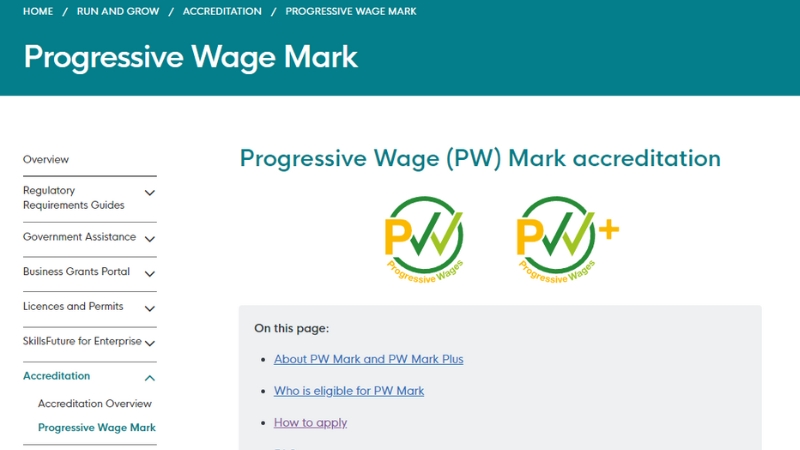 HOME / RUN AND GROW / ACCREDITATION / PROGRESSIVE WAGE MARK
Progressive Wage Mark
Overview
Regulatory
Requirements Guides
Government Assistance
Business Grants Portal
Licences and Permits
SkillsFuture for Enterprise
Accreditation
Accreditation Overview
Progressive Wage Mark
Progressive Wage (PW) Mark accreditation
PW
Progressive Wages
PW+
Progressive Wages
On this page:
About PW Mark and PW Mark Plus
Who is eligible for PW Mark
How to apply